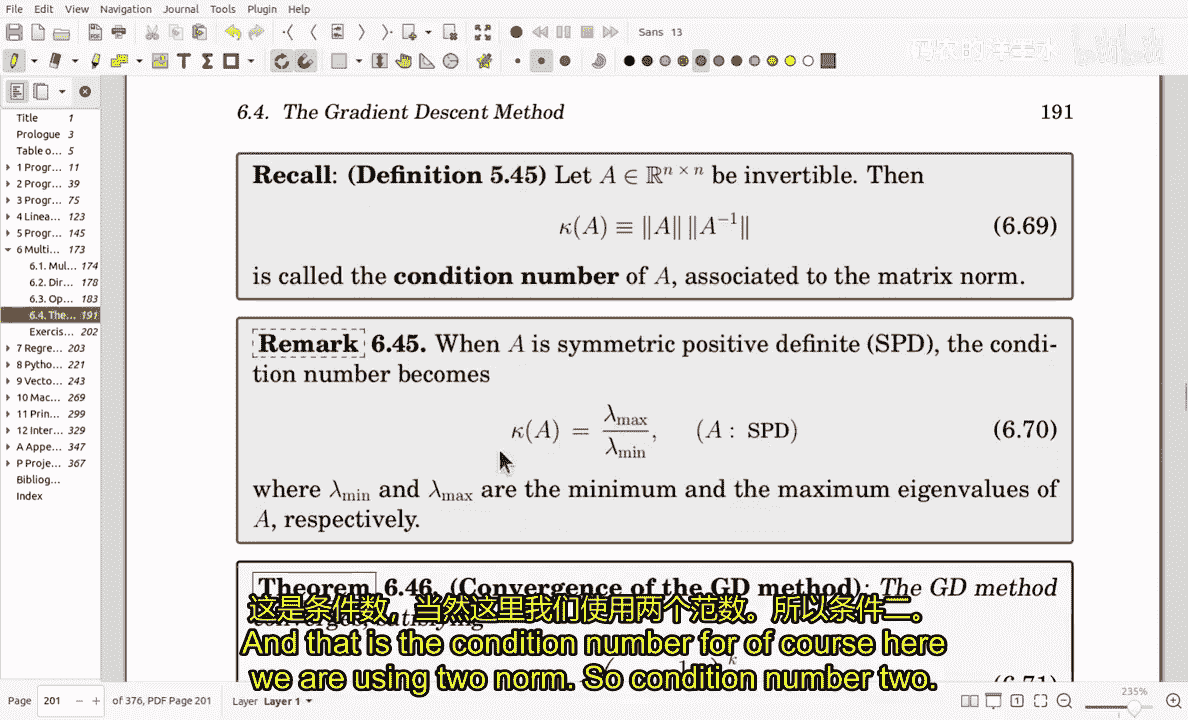 File Edit View Navigation Journal Tools Plugin Help
Sans 13
Title 1
Prologue 3
Table o... 5
1 Progr... 11
2 Progr... 39
3 Progr... 75
4 Linea... 123
5 Progr... 145
6 Multi... 173
6.1. Mul... 174
6.2. Dir... 178
6.3. Op... 183
6.4. The... 191
Exercis... 202
7 Regre... 203
8 Pytho... 221
9 Vecto... 243
10 Mac... 269
11 Prin... 299
12 Inter... 329
A Appe... 347
P Proje... 367
Bibliog...
Index
6.4. The Gradient Descent Method 191
Recall: (Definition 5.45) Let A ∈ ℝⁿ ˣ ⁿ be invertible. Then
κ(A) ≡ ‖A‖ ‖A⁻¹‖ (6.69)
is called the condition number of A, associated to the matrix norm.
Remark 6.45. When A is symmetric positive definite (SPD), the condi-
tion number becomes
κ(A) = λmax / λmin, (A : SPD) (6.70)
where λmin and λmax are the minimum and the maximum eigenvalues of
A, respectively.
Theorem 6.46. (Convergence of the GD method): The GD method
这是条件数。当然这里我们使用两个范数。所以条件二。
And that is the condition number for of course here
we are using two norm. So condition number two.
Page 201 of 376, PDF Page 201 Layer Layer 1 235%